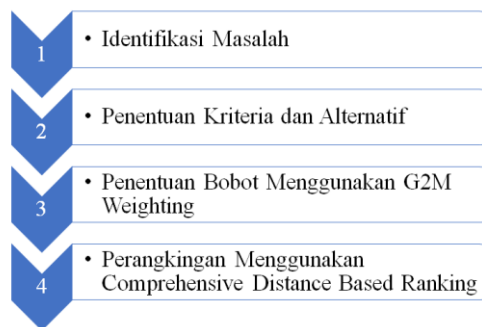 1
• Identifikasi Masalah
2
• Penentuan Kriteria dan Alternatif
3
• Penentuan Bobot Menggunakan G2M
Weighting
4
• Perangkingan Menggunakan
Comprehensive Distance Based Ranking